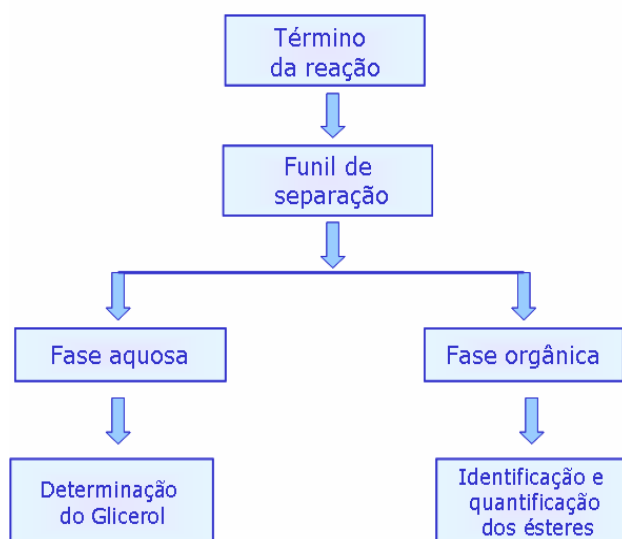 Término
da reação
Funil de
separação
Fase aquosa
Fase orgânica
Determinação
do Glicerol
Identificação e
quantificação
dos ésteres